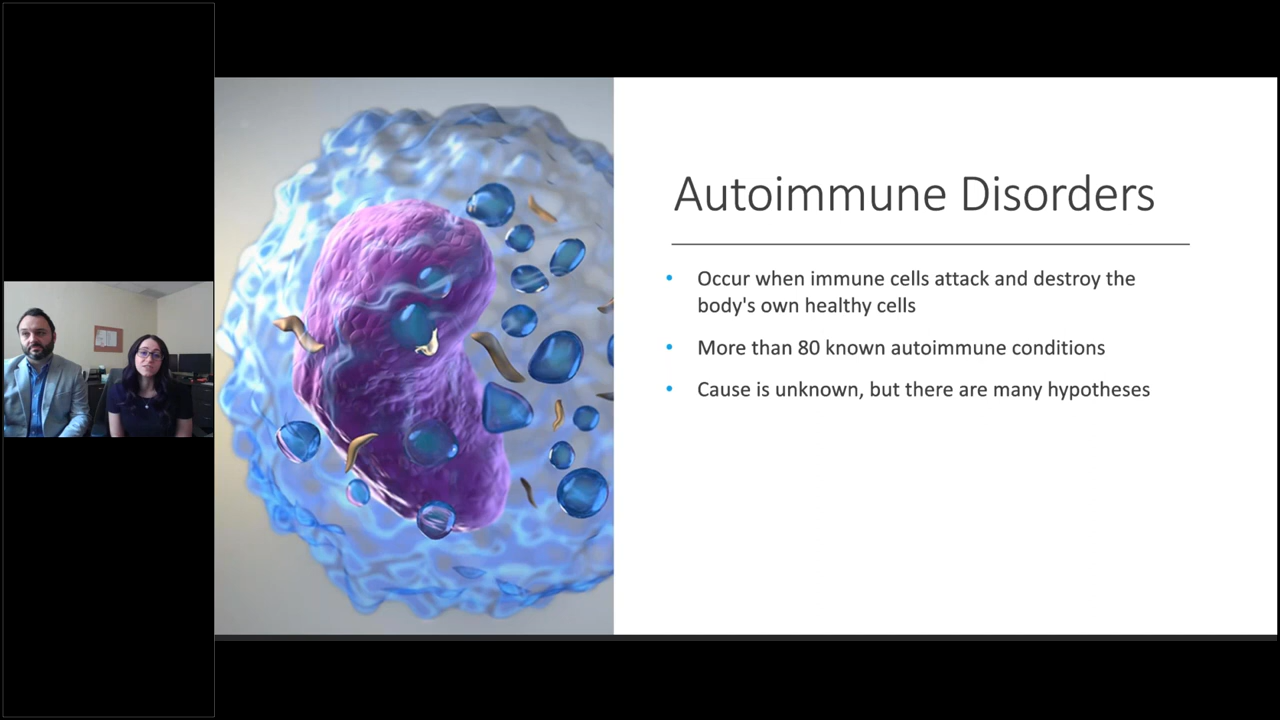 Autoimmune Disorders
• Occur when immune cells attack and destroy the
body's own healthy cells
• More than 80 known autoimmune conditions
• Cause is unknown, but there are many hypotheses